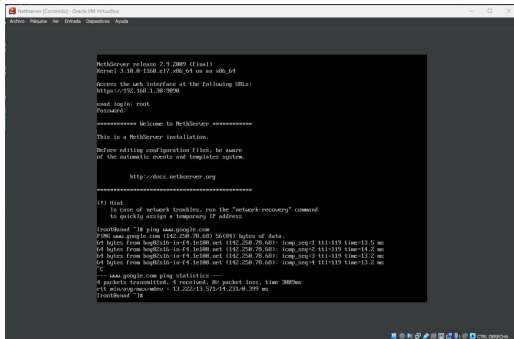 Nethserver [Corriendo] - Oracle VM VirtualBox
Archivo Máquina Ver Entrada Dispositivos Ayuda
NethServer release 7.9.2009 (final)
Kernel 3.10.0-1160.el7.x86_64 on an x86_64
Access the web interface at the following URLs:
https://192.168.1.30:9090
unad login: root
Password:
************ Welcome to NethServer ************
This is a NethServer installation.
Before editing configuration files, be aware
of the automatic events and templates system.
http://docs.nethserver.org
***************************************************
(*) Hint
In case of network troubles, run the "network-recovery" command
to quickly assign a temporary IP address
[root@unad ~]# ping www.google.com
PING www.google.com (142.250.78.68) 56(84) bytes of data.
64 bytes from bog02s16-in-f4.1e100.net (142.250.78.68): icmp_seq=1 ttl=119 time=13.5 ms
64 bytes from bog02s16-in-f4.1e100.net (142.250.78.68): icmp_seq=2 ttl=119 time=14.2 ms
64 bytes from bog02s16-in-f4.1e100.net (142.250.78.68): icmp_seq=3 ttl=119 time=13.2 ms
64 bytes from bog02s16-in-f4.1e100.net (142.250.78.68): icmp_seq=4 ttl=119 time=13.2 ms
^C
--- www.google.com ping statistics ---
4 packets transmitted, 4 received, 0% packet loss, time 3009ms
rtt min/avg/max/mdev = 13.222/13.571/14.231/0.399 ms
[root@unad ~]#
CTRL DERECHA